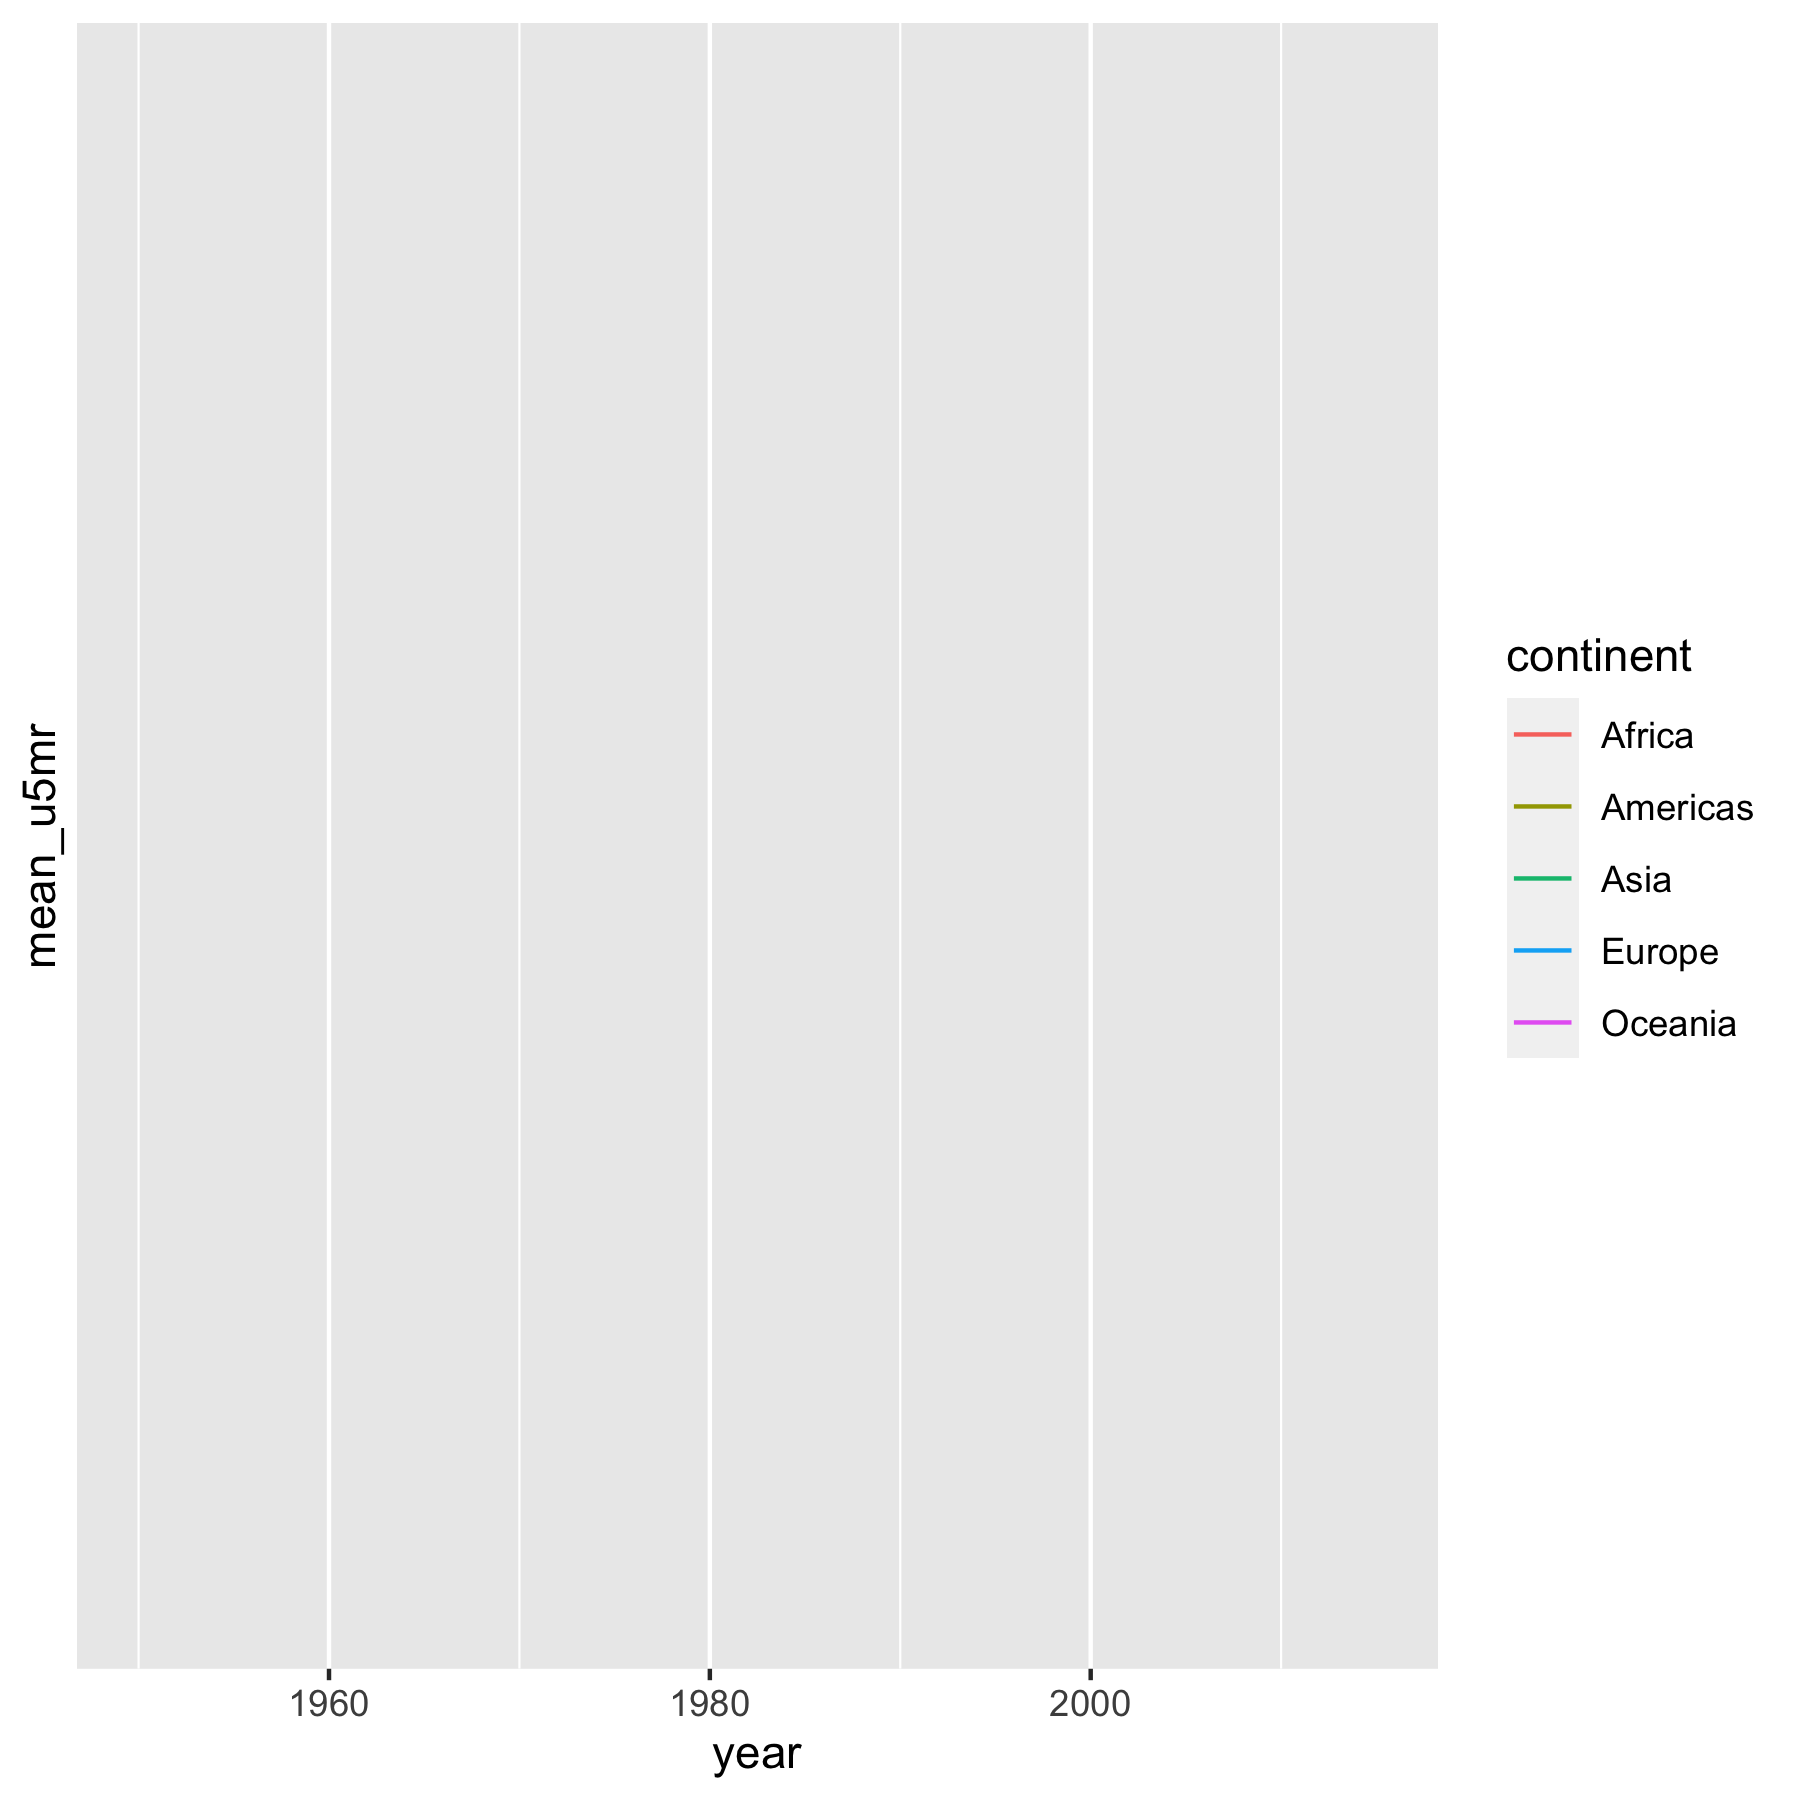 mean_u5mr
1960
1980
2000
year
continent
Africa
Americas
Asia
Europe
Oceania